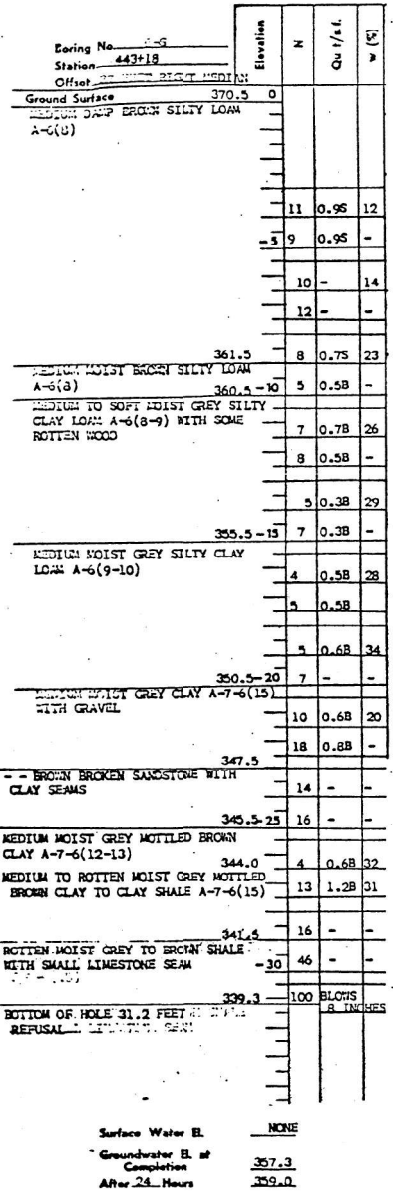 Elevation N Qu t/s.f. w (%)
Boring No.
Station 443+18
Offset RIGHT MEDIAN
Ground Surface 370.5 0
MEDIUM DAMP BROWN SILTY LOAM
A-6(8)
11 0.9S 12
-5 9 0.9S -
10 - 14
12 - -
361.5 8 0.7S 23
MEDIUM MOIST BROWN SILTY LOAM
A-6(8) 360.5 -10 5 0.5B -
MEDIUM TO SOFT MOIST GREY SILTY
CLAY LOAM A-6(8-9) WITH SOME 7 0.7B 26
ROTTEN WOOD
8 0.5B -
5 0.3B 29
355.5 -15 7 0.3B -
MEDIUM MOIST GREY SILTY CLAY
LOAM A-6(9-10) 4 0.5B 28
5 0.5B
5 0.6B 34
350.5 -20 7 - -
MEDIUM MOIST GREY CLAY A-7-6(15)
WITH GRAVEL 10 0.6B 20
18 0.8B -
347.5
- - BROWN BROKEN SANDSTONE WITH
CLAY SEAMS 14 - -
345.5 -25 16 - -
MEDIUM MOIST GREY MOTTLED BROWN
CLAY A-7-6(12-13) 344.0 4 0.6B 32
MEDIUM TO ROTTEN MOIST GREY MOTTLED
BROWN CLAY TO CLAY SHALE A-7-6(15) 13 1.2B 31
341.5 16 - -
ROTTEN MOIST GREY TO BROWN SHALE
WITH SMALL LIMESTONE SEAM -30 46 - -
339.3 100 BLOWS
8 INCHES
BOTTOM OF HOLE 31.2 FEET
REFUSAL
Surface Water El. NONE
Groundwater El. at
Completion 357.3
After 24 Hours 359.0